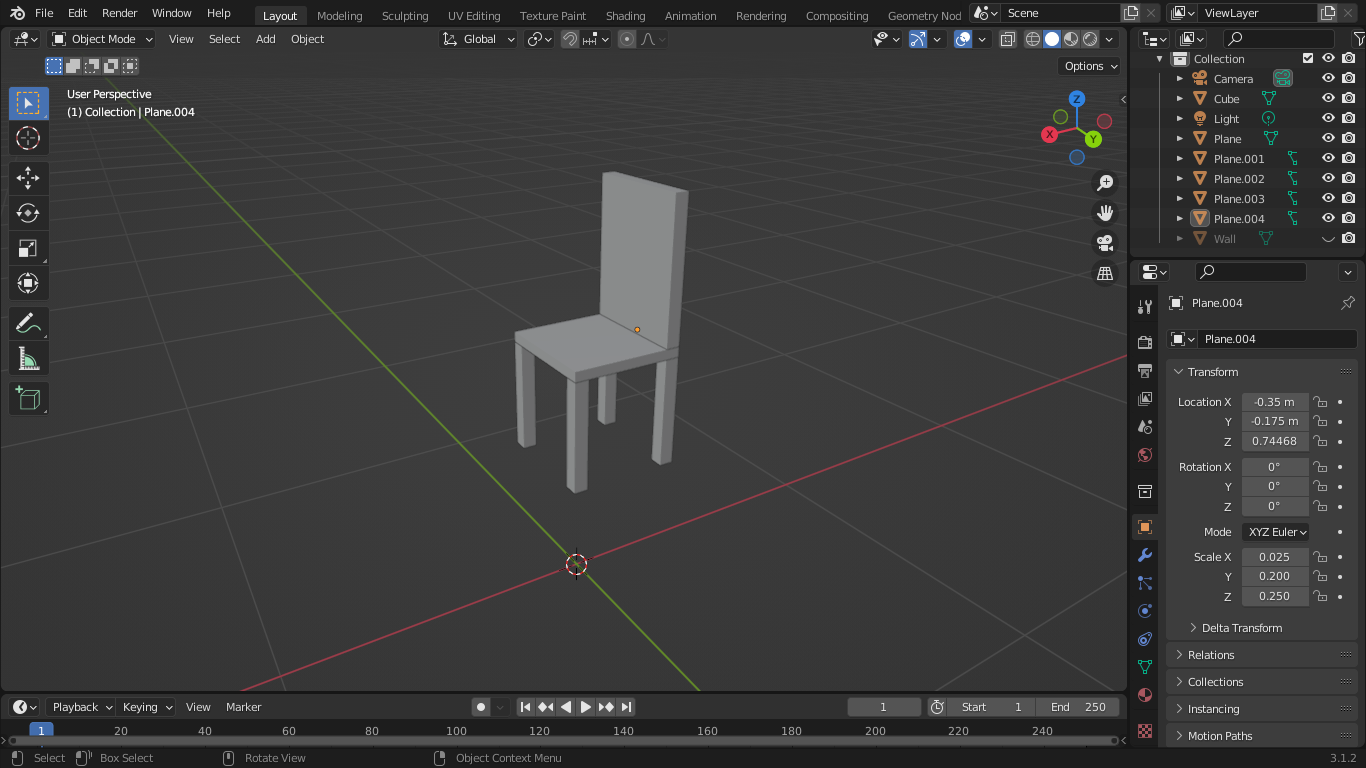 File Edit Render Window Help Layout Modeling Sculpting UV Editing Texture Paint Shading Animation Rendering Compositing Geometry Nod Scene ViewLayer
Object Mode View Select Add Object Global
Options
User Perspective
(1) Collection | Plane.004
Z
X
Y
Collection
Camera
Cube
Light
Plane
Plane.001
Plane.002
Plane.003
Plane.004
Wall
Plane.004
Plane.004
Transform
Location X -0.35 m
Y -0.175 m
Z 0.74468
Rotation X 0°
Y 0°
Z 0°
Mode XYZ Euler
Scale X 0.025
Y 0.200
Z 0.250
Delta Transform
Relations
Collections
Instancing
Motion Paths
Playback Keying View Marker 1 Start 1 End 250
1 20 40 60 80 100 120 140 160 180 200 220 240
Select Box Select Rotate View Object Context Menu 3.1.2